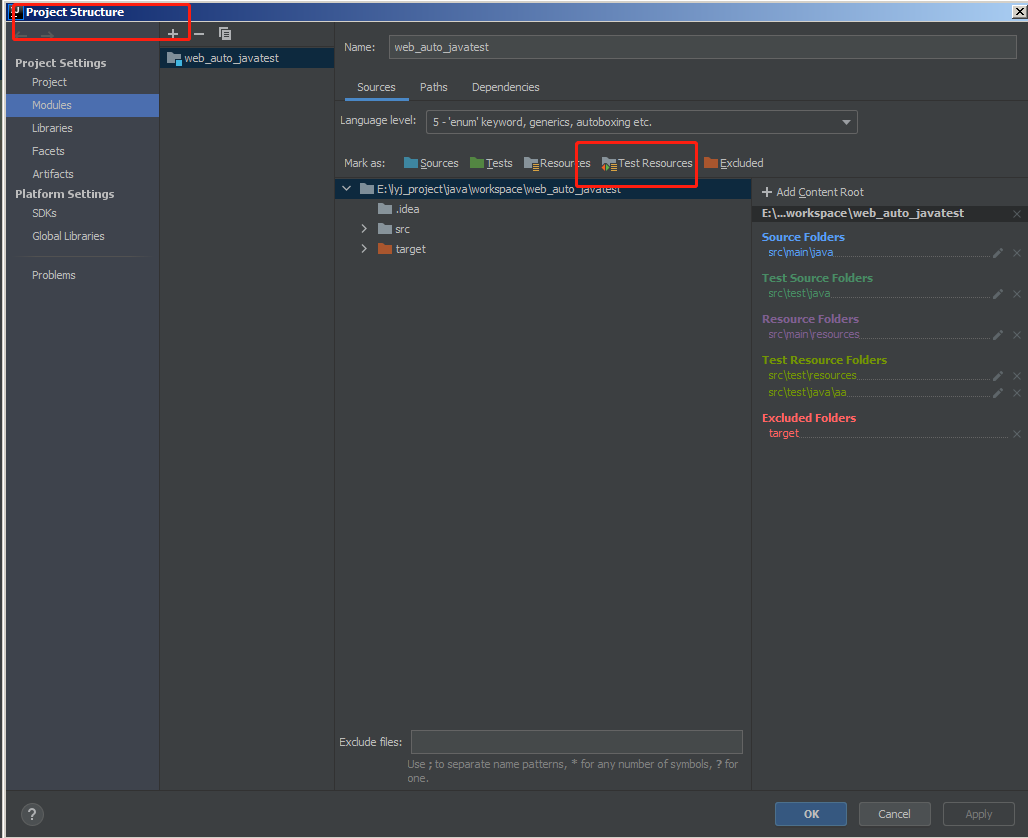 Project Structure
Project Settings
Project
Modules
Libraries
Facets
Artifacts
Platform Settings
SDKs
Global Libraries
Problems
web_auto_javatest
Name: web_auto_javatest
Sources Paths Dependencies
Language level: 5 - 'enum' keyword, generics, autoboxing etc.
Mark as: Sources Tests Resources Test Resources Excluded
E:\lyj_project\java\workspace\web_auto_javatest
.idea
src
target
Add Content Root
E:\...workspace\web_auto_javatest
Source Folders
src\main\java
Test Source Folders
src\test\java
Resource Folders
src\main\resources
Test Resource Folders
src\test\resources
src\test\java\aa
Excluded Folders
target
Exclude files:
Use ; to separate name patterns, * for any number of symbols, ? for
one.
?
OK Cancel Apply